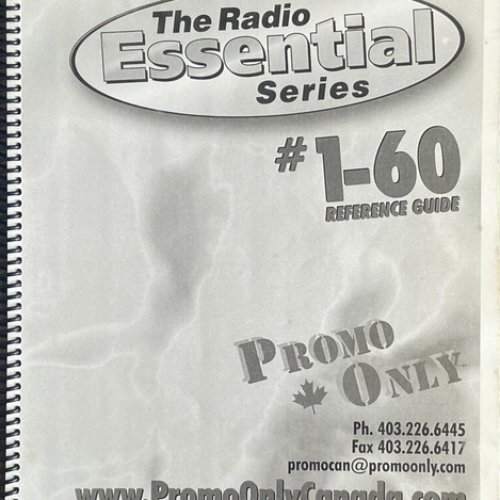 The Radio
Essential
Series
# 1-60
REFERENCE GUIDE
PROMO
ONLY
Ph. 403.226.6445
Fax 403.226.6417
promocan@promoonly.com
www.PromoOnlyCanada.com